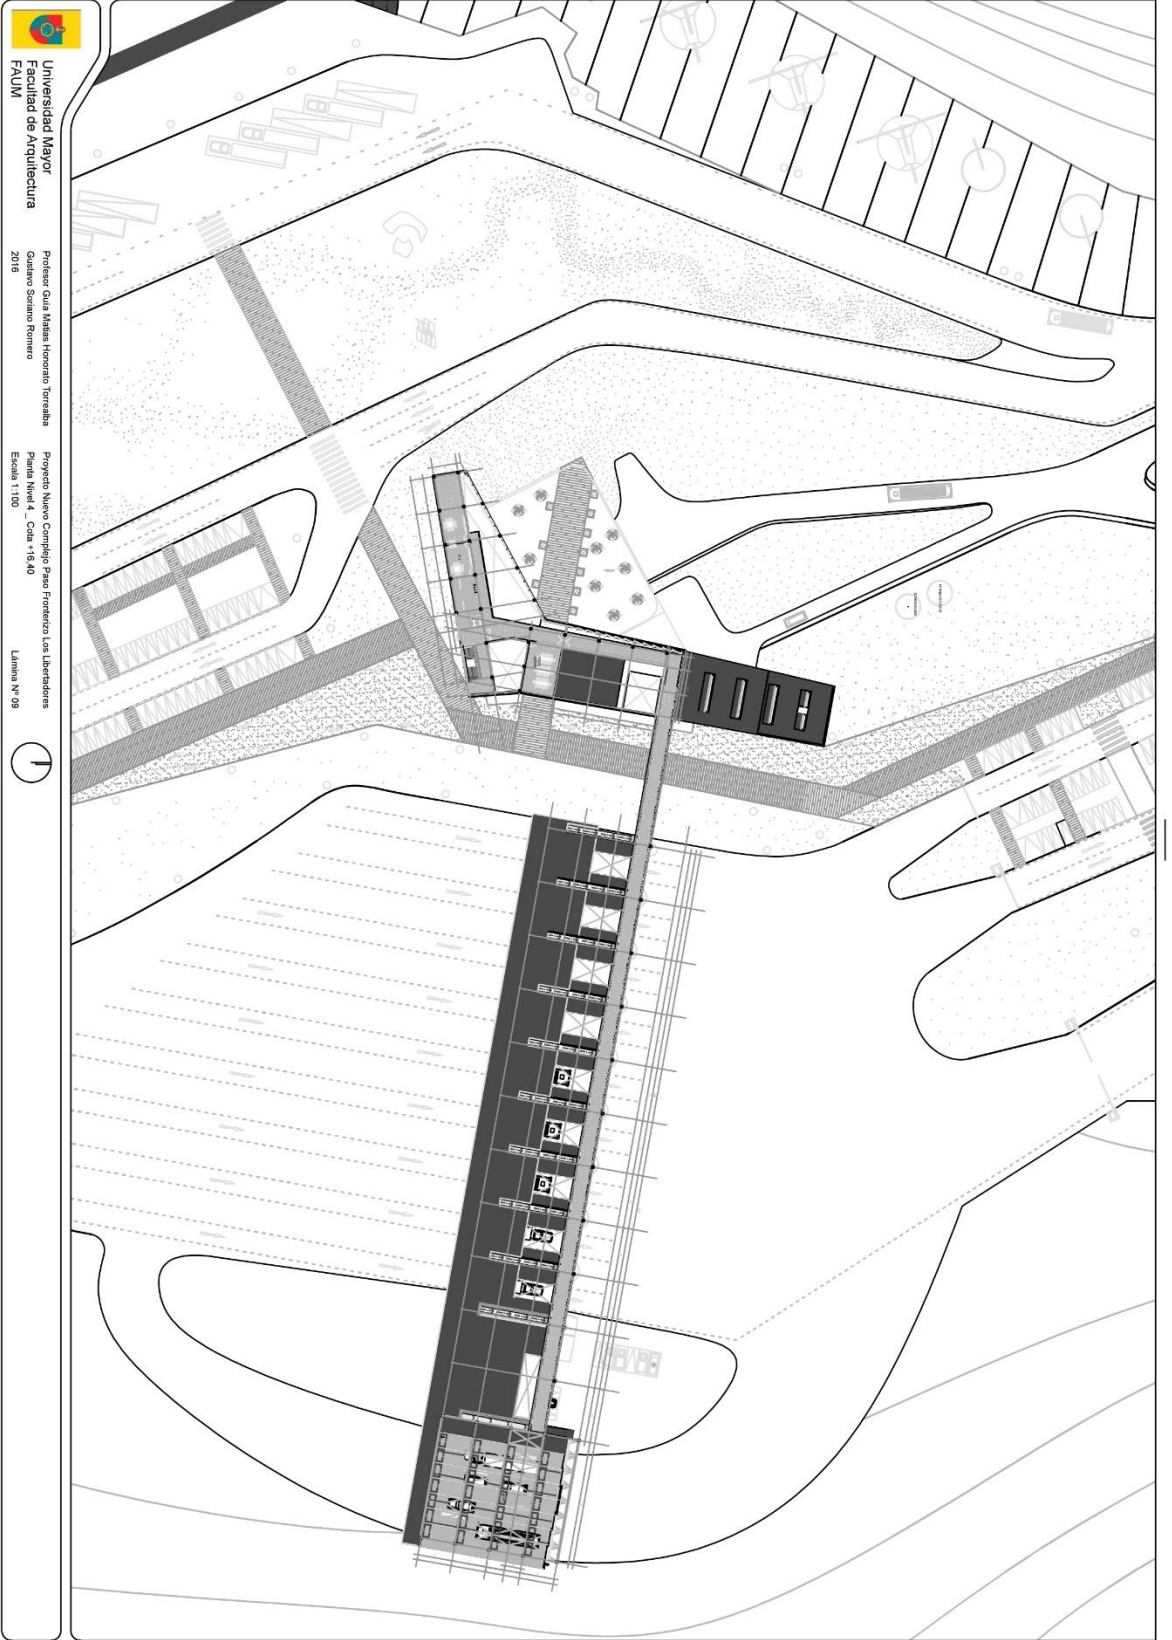 Universidad Mayor
Facultad de Arquitectura
FAUM
Profesor Guía Matías Honorato Torrealba
Gustavo Soriano Romero
2016
Proyecto Nuevo Complejo Paso Fronterizo Los Libertadores
Planta Nivel 4 _ Cota +16,40
Escala 1:100
Lámina N° 09